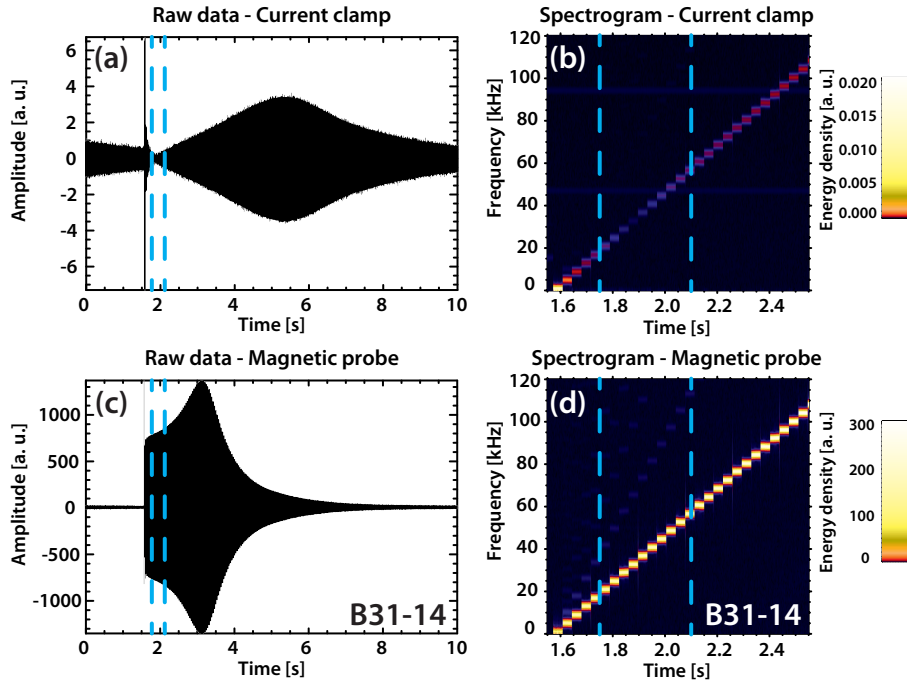 Raw data - Current clamp
(a)
Amplitude [a. u.]
6
4
2
0
-2
-4
-6
0 2 4 6 8 10
Time [s]
Spectrogram - Current clamp
(b)
Frequency [kHz]
120
100
80
60
40
20
0
1.6 1.8 2.0 2.2 2.4
Time [s]
Energy density [a. u.]
0.020
0.015
0.010
0.005
0.000
Raw data - Magnetic probe
(c)
Amplitude [a. u.]
1000
500
0
-500
-1000
B31-14
0 2 4 6 8 10
Time [s]
Spectrogram - Magnetic probe
(d)
Frequency [kHz]
120
100
80
60
40
20
0
B31-14
1.6 1.8 2.0 2.2 2.4
Time [s]
Energy density [a. u.]
300
200
100
0